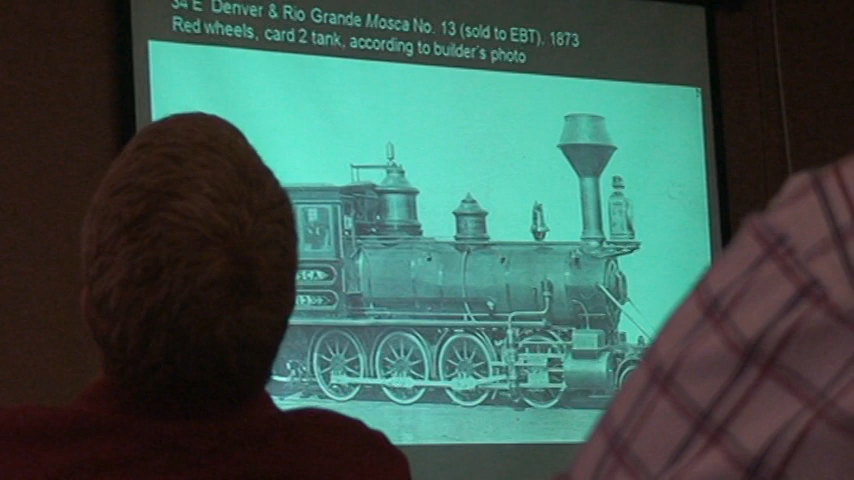 34 E Denver & Rio Grande Mosca No. 13 (sold to EBT), 1873
Red wheels, card 2 tank, according to builder's photo